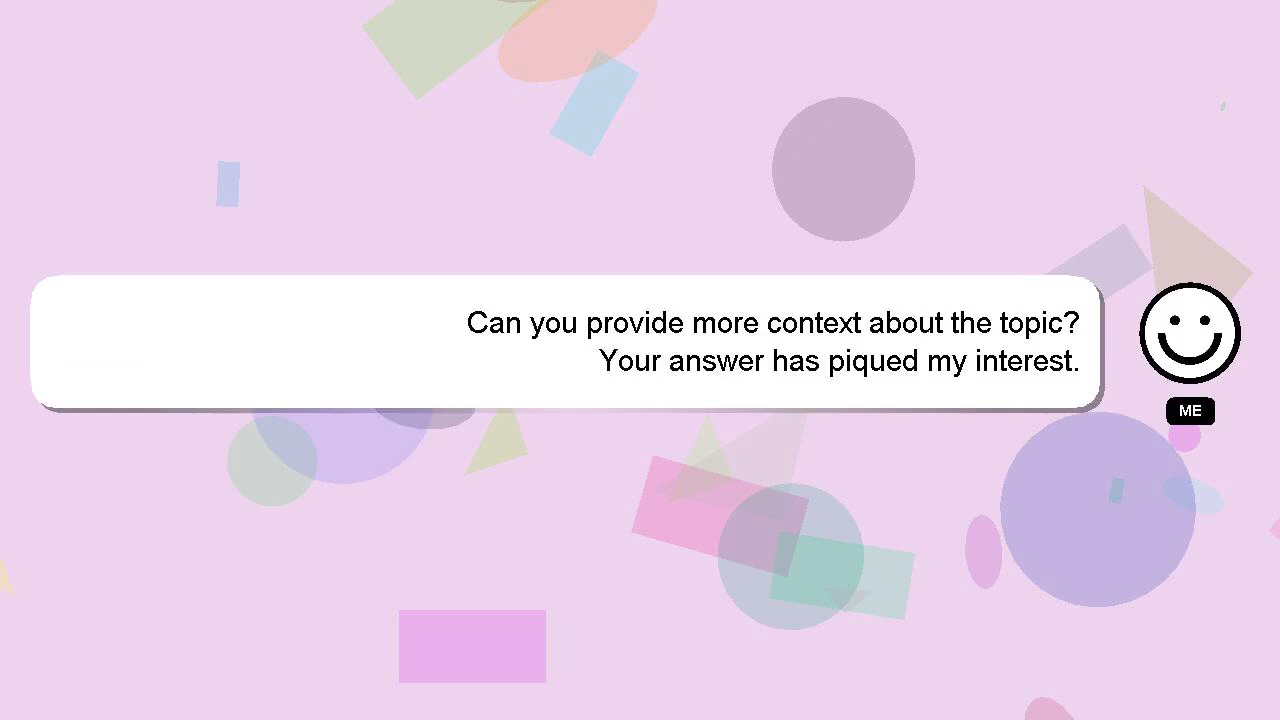 Can you provide more context about the topic?
Your answer has piqued my interest.
ME